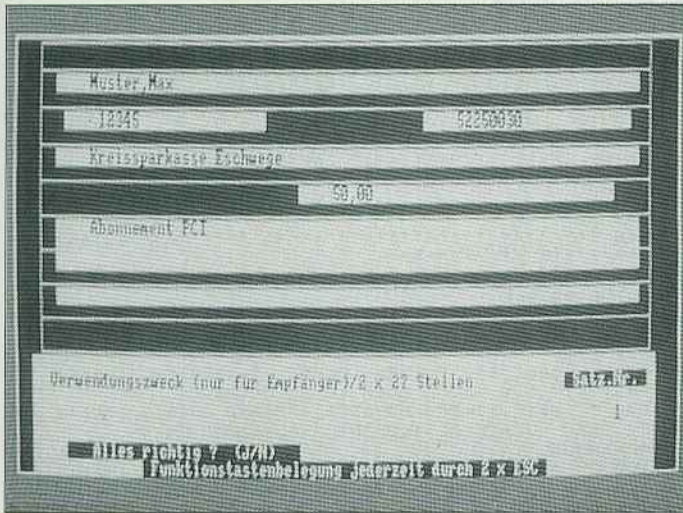 Muster,Max
12345 52250030
Kreissparkasse Eschwege
50,00
Abonnement PCI
Verwendungszweck (nur für Empfänger)/2 x 27 Stellen
Satz-Nr.
1
Alles richtig ? (J/N)
Funktionstastenbelegung jederzeit durch 2 x ESC